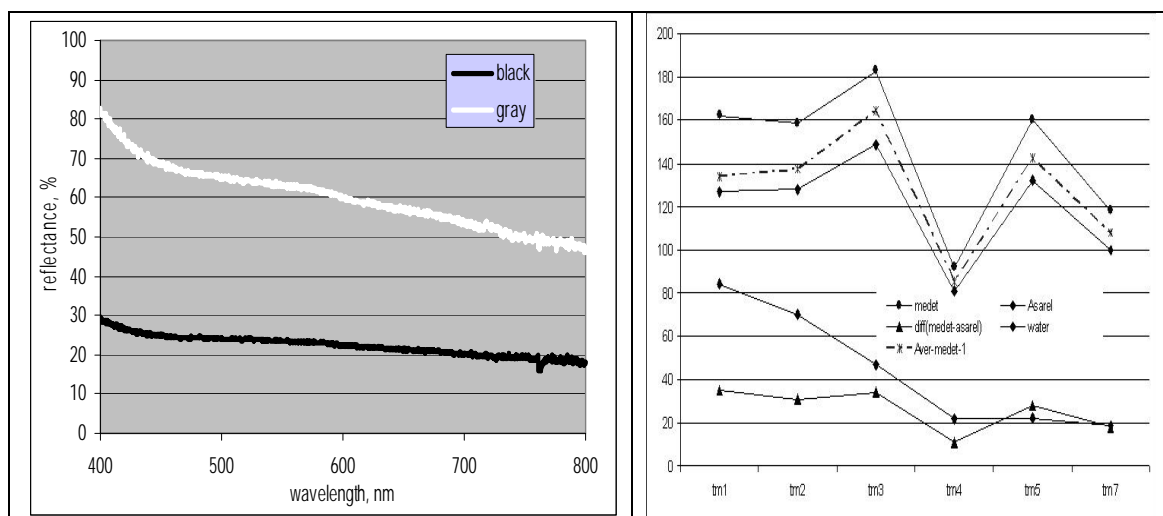 100
90
80
70
60
50
40
30
20
10
0
reflectance, %
black
gray
400 500 600 700 800
wavelength, nm
200
180
160
140
120
100
80
60
40
20
0
medet Asarel
diff(medet-asarel) water
Aver-medet-1
tm1 tm2 tm3 tm4 tm5 tm7